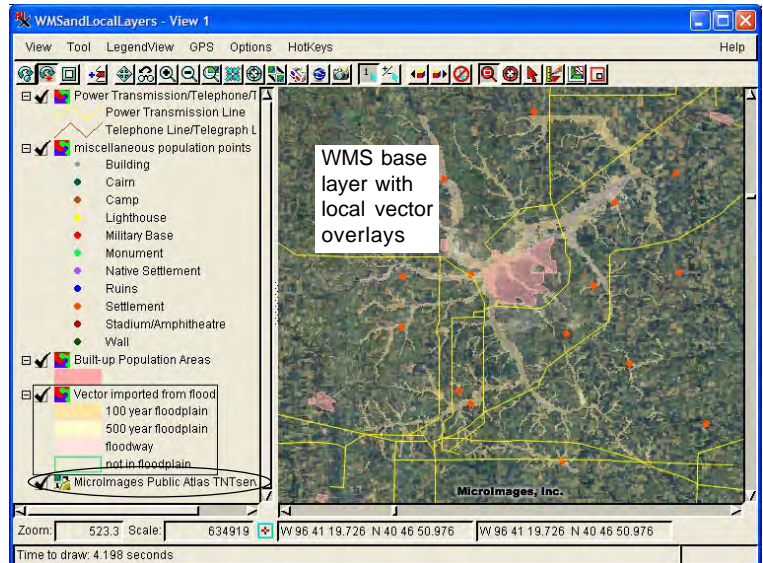 WMSandLocalLayers - View 1
View Tool LegendView GPS Options HotKeys Help
Power Transmission/Telephone/T
Power Transmission Line
Telephone Line/Telegraph L
miscellaneous population points
Building
Cairn
Camp
Lighthouse
Military Base
Monument
Native Settlement
Ruins
Settlement
Stadium/Amphitheatre
Wall
Built-up Population Areas
Vector imported from flood
100 year floodplain
500 year floodplain
floodway
not in floodplain
MicroImages Public Atlas TNTser
WMS base
layer with
local vector
overlays
MicroImages, Inc.
Zoom: 523.3 Scale: 634919 W 96 41 19.726 N 40 46 50.976 W 96 41 19.726 N 40 46 50.976
Time to draw: 4.198 seconds